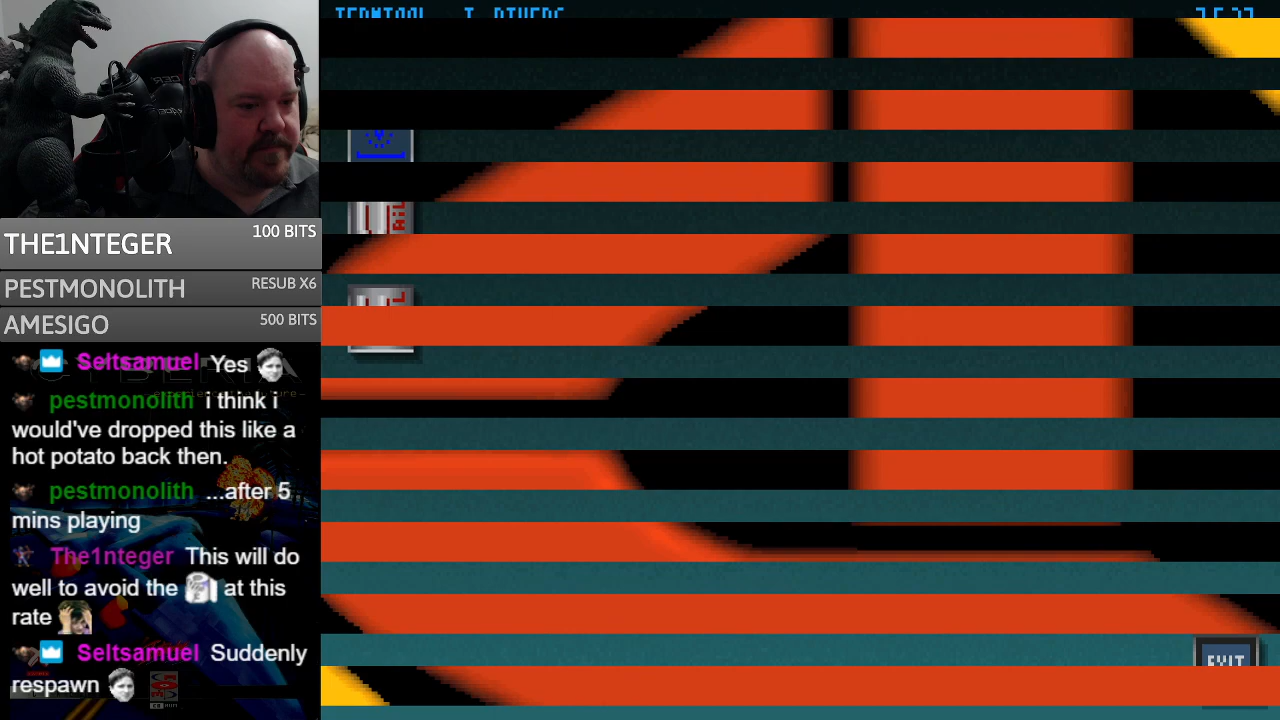 THE1NTEGER 100 BITS
PESTMONOLITH RESUB X6
AMESIGO 500 BITS
Seltsamuel Yes
pestmonolith i think i
would've dropped this like a
hot potato back then.
pestmonolith ...after 5
mins playing
The1nteger This will do
well to avoid the at this
rate
Seltsamuel Suddenly
respawn
EXIT